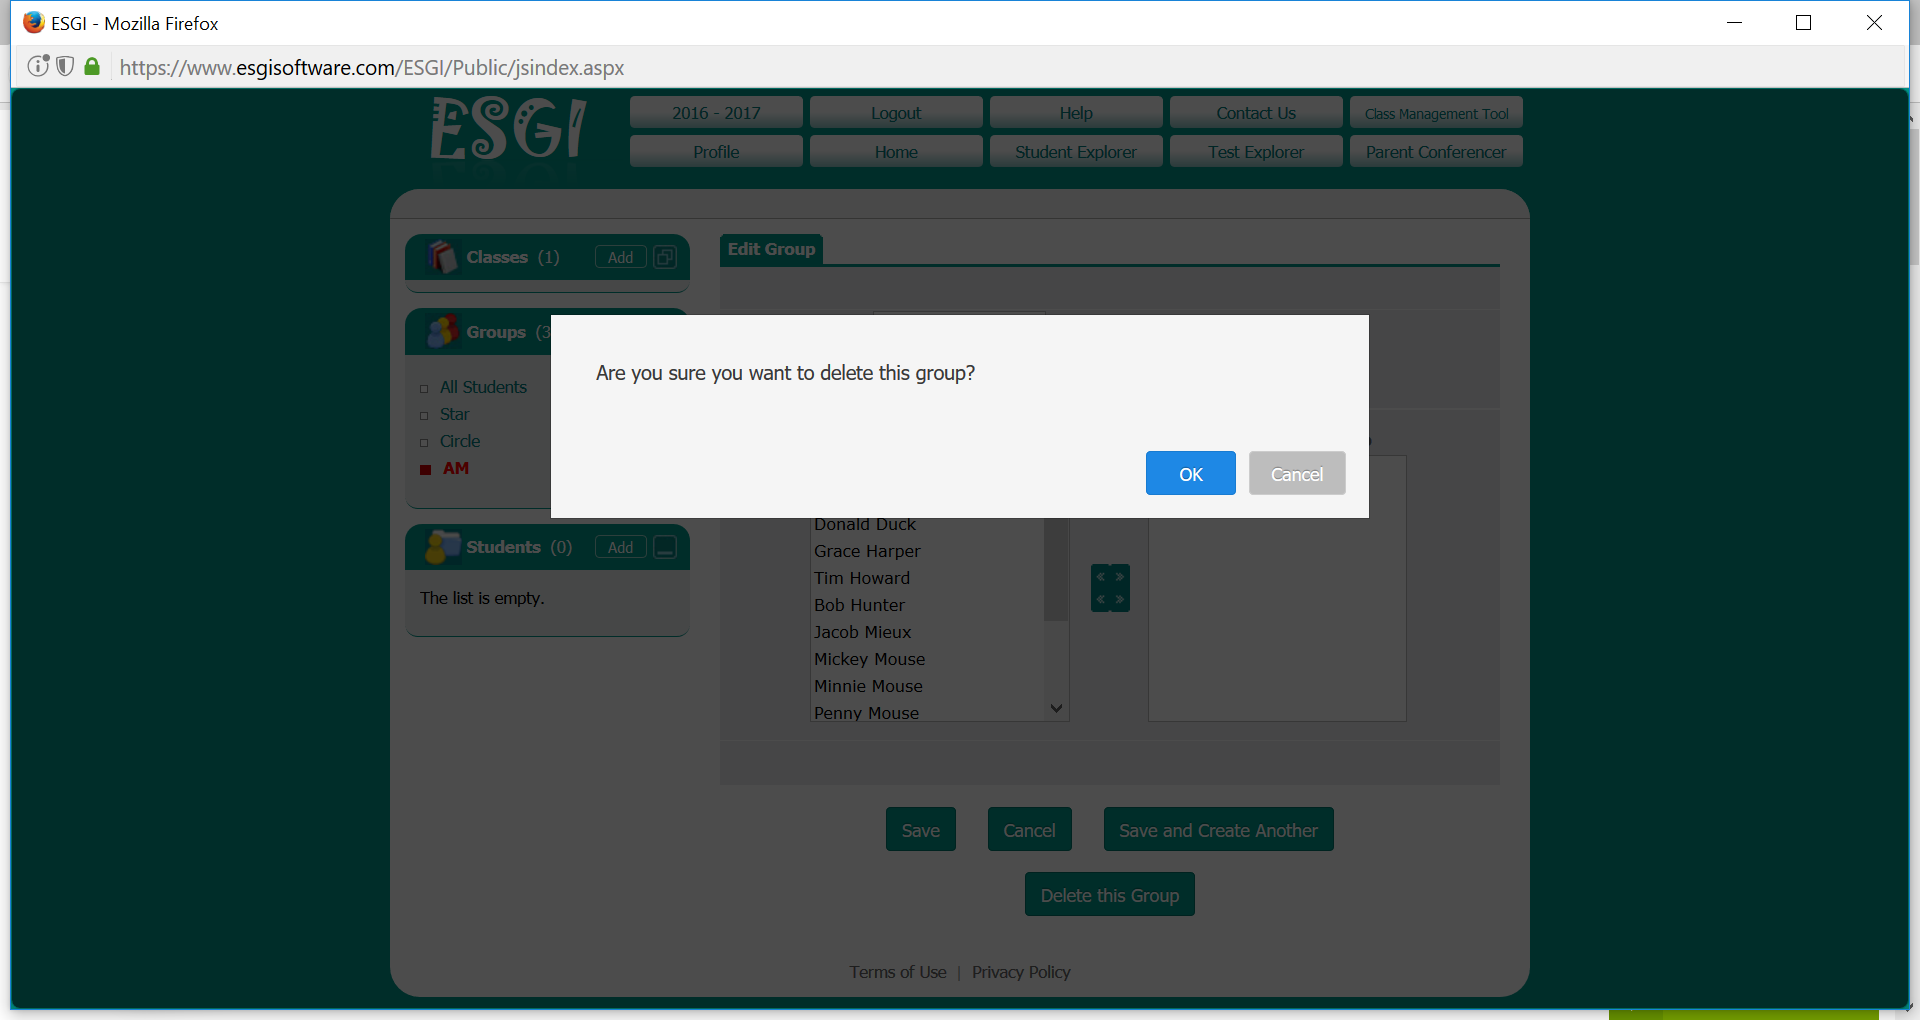 ESGI - Mozilla Firefox
https://www.esgisoftware.com/ESGI/Public/jsindex.aspx
ESGI
2016 - 2017
Logout
Help
Contact Us
Class Management Tool
Profile
Home
Student Explorer
Test Explorer
Parent Conferencer
Classes (1)
Add
Edit Group
Groups (3
All Students
Star
Circle
AM
Are you sure you want to delete this group?
OK
Cancel
Students (0)
Add
The list is empty.
Donald Duck
Grace Harper
Tim Howard
Bob Hunter
Jacob Mieux
Mickey Mouse
Minnie Mouse
Penny Mouse
Save
Cancel
Save and Create Another
Delete this Group
Terms of Use | Privacy Policy